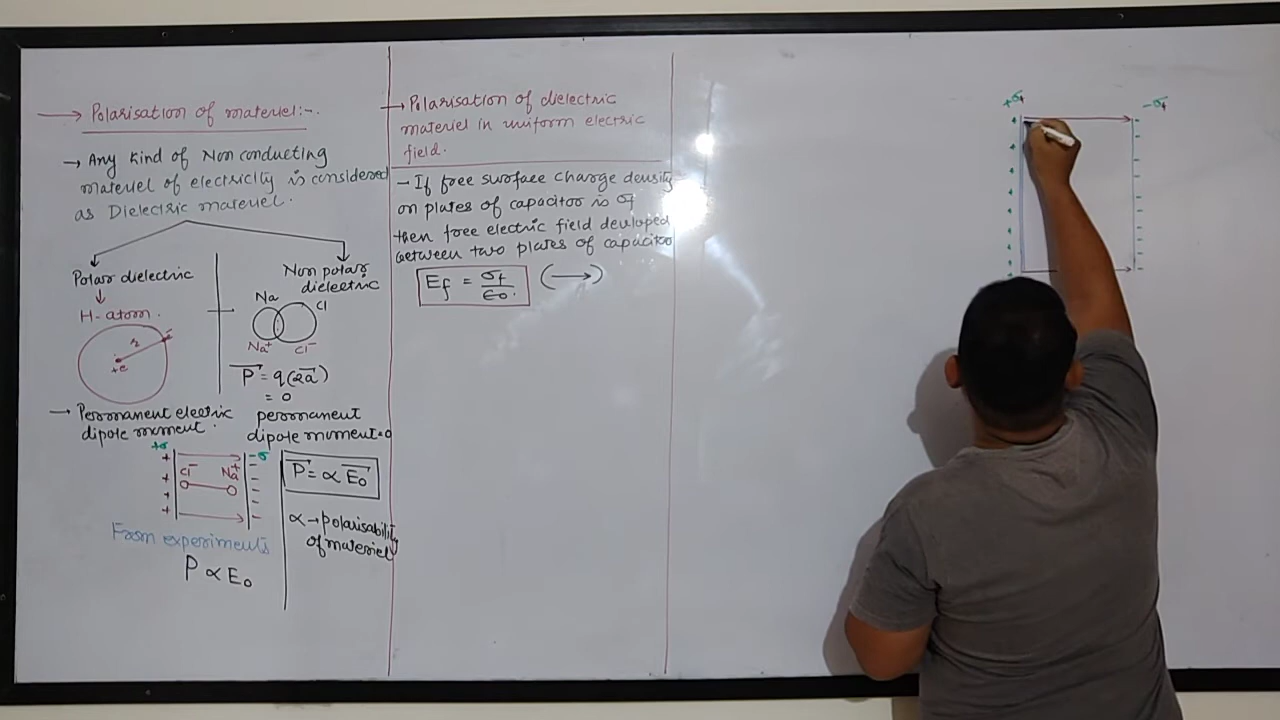 → Polarisation of materiel:-.
→ Any kind of Non conducting
materiel of electricity is considered
as Dielectric materiel.
Polar dielectric
Non polar
dielectric
H-atom.
r
e⁻
+e
Na
Cl
Na⁺
Cl⁻
P⃗ = q(2a⃗)
= 0
→ Permanent electric
dipole moment.
permanent
dipole moment=0
+σ
-σ
+ + + + +
- - - - - -
Cl⁻
Na⁺
From experiments
P ∝ E₀
P⃗ = ∝ E₀⃗
∝ → polarisability
of materiel
→ Polarisation of dielectric
materiel in uniform electric
field.
- If free surface charge density
on plates of capacitor is σf
then free electric field devloped
between two plates of capacitor
Ef = σf/ε₀. (→)
+σf
-σf